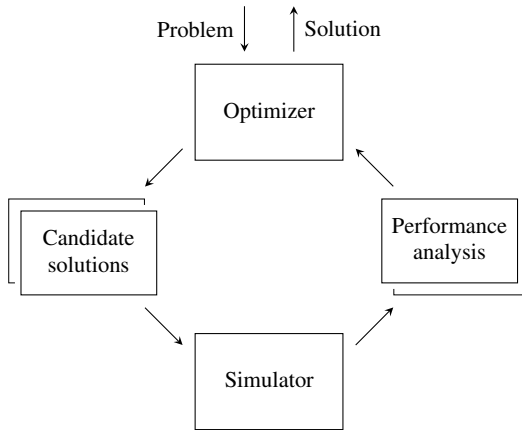 Problem
Solution
Optimizer
Candidate
solutions
Performance
analysis
Simulator